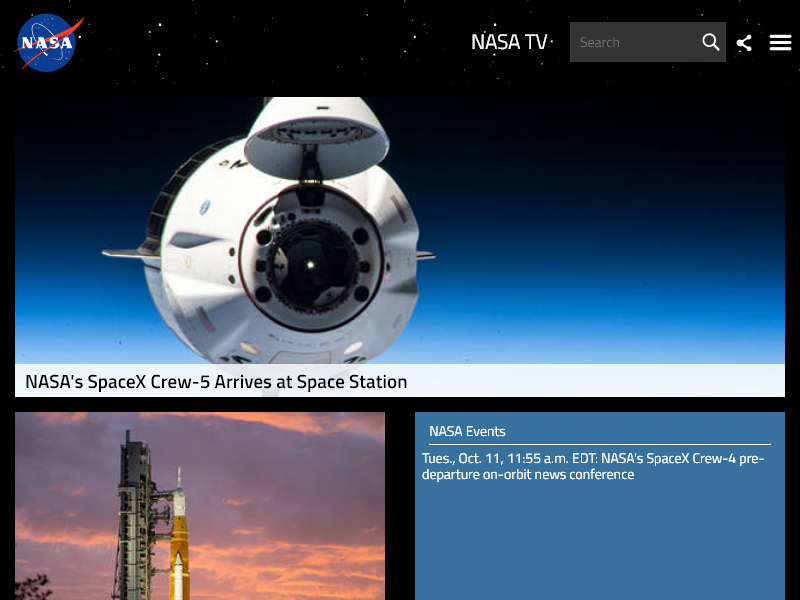 NASA
NASA TV
Search
NASA's SpaceX Crew-5 Arrives at Space Station
NASA Events
Tues., Oct. 11, 11:55 a.m. EDT: NASA's SpaceX Crew-4 pre-
departure on-orbit news conference